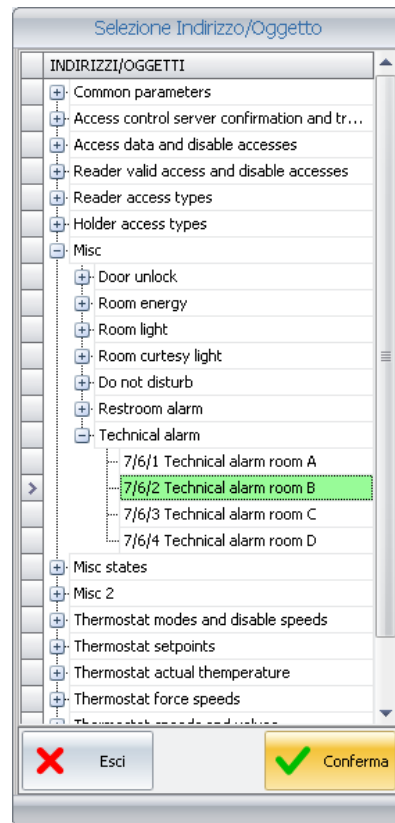 Selezione Indirizzo/Oggetto
INDIRIZZI/OGGETTI
Common parameters
Access control server confirmation and tr...
Access data and disable accesses
Reader valid access and disable accesses
Reader access types
Holder access types
Misc
Door unlock
Room energy
Room light
Room curtesy light
Do not disturb
Restroom alarm
Technical alarm
7/6/1 Technical alarm room A
7/6/2 Technical alarm room B
7/6/3 Technical alarm room C
7/6/4 Technical alarm room D
Misc states
Misc 2
Thermostat modes and disable speeds
Thermostat setpoints
Thermostat actual themperature
Thermostat force speeds
Thermostat speeds and valves
Esci
Conferma